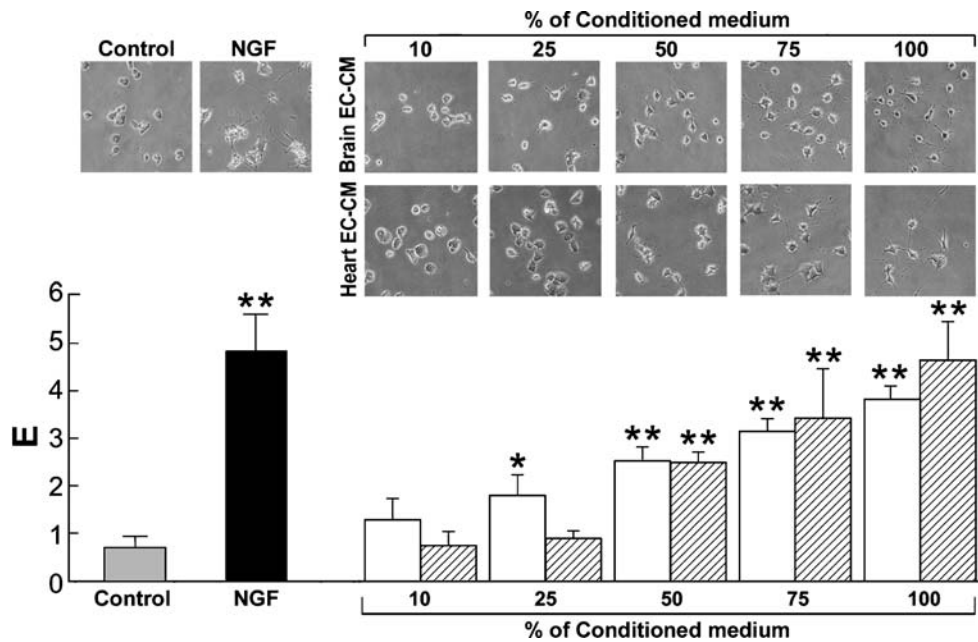 % of Conditioned medium
Control NGF 10 25 50 75 100
Brain EC-CM
Heart EC-CM
6
5
4
3
2
1
0
E
**
*
**
**
**
**
**
**
Control NGF 10 25 50 75 100
% of Conditioned medium